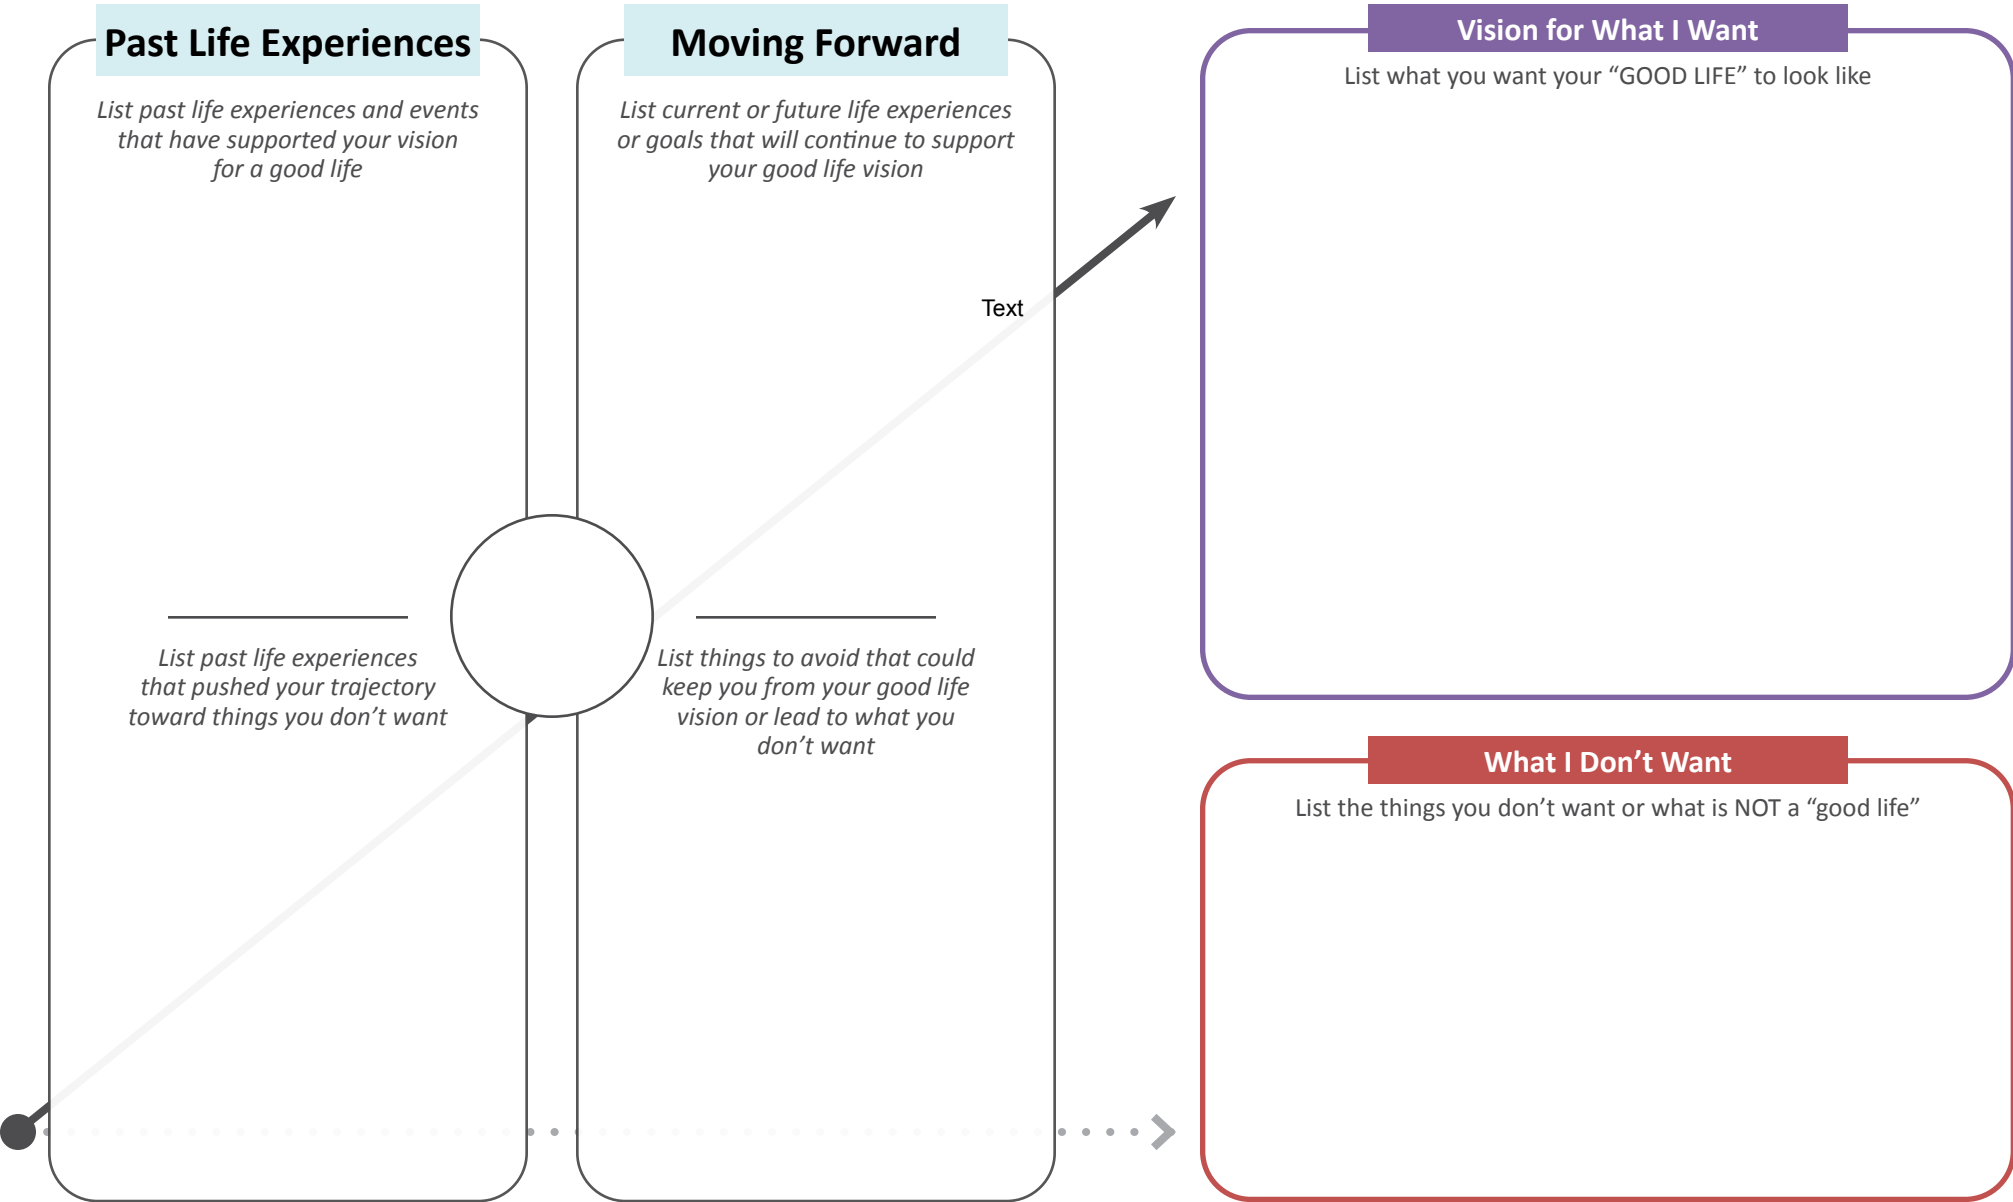 Past Life Experiences
List past life experiences and events
that have supported your vision
for a good life
List past life experiences
that pushed your trajectory
toward things you don’t want
Moving Forward
List current or future life experiences
or goals that will continue to support
your good life vision
Text
List things to avoid that could
keep you from your good life
vision or lead to what you
don’t want
Vision for What I Want
List what you want your “GOOD LIFE” to look like
What I Don’t Want
List the things you don’t want or what is NOT a “good life”